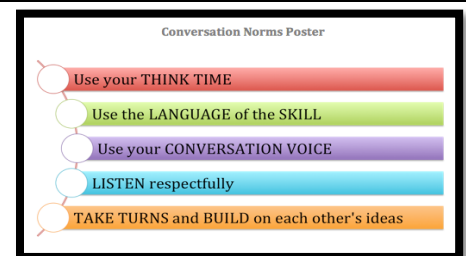 Conversation Norms Poster
Use your THINK TIME
Use the LANGUAGE of the SKILL
Use your CONVERSATION VOICE
LISTEN respectfully
TAKE TURNS and BUILD on each other's ideas